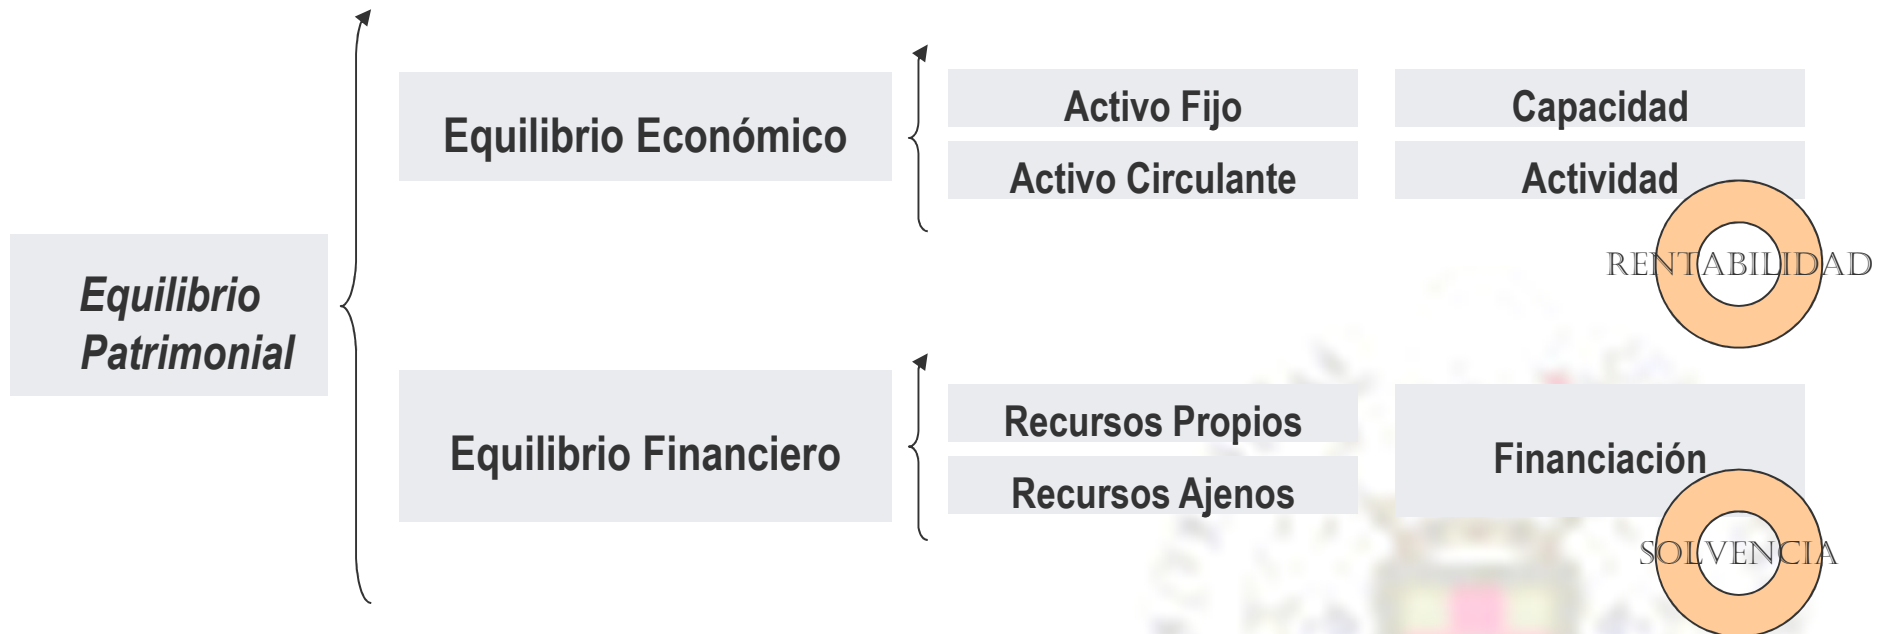 Equilibrio
Patrimonial
Equilibrio Económico
Activo Fijo
Capacidad
Activo Circulante
Actividad
RENTABILIDAD
Equilibrio Financiero
Recursos Propios
Recursos Ajenos
Financiación
SOLVENCIA